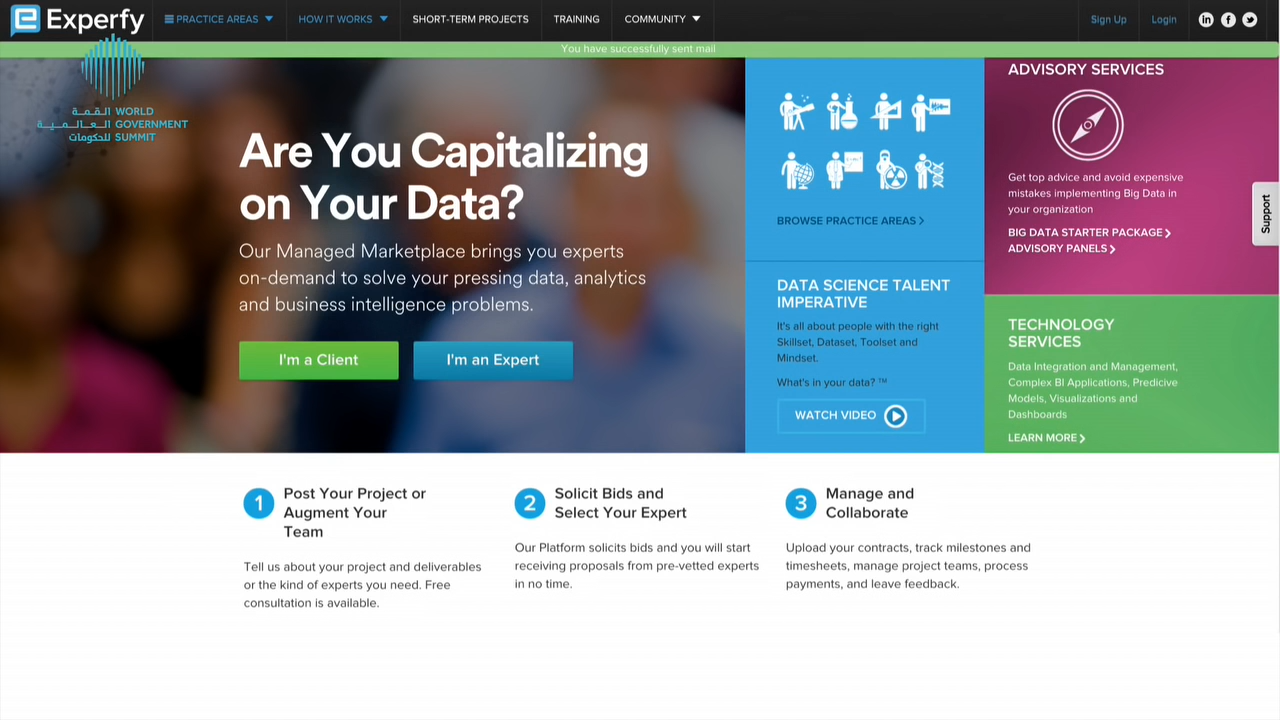 Experfy
PRACTICE AREAS
HOW IT WORKS
SHORT-TERM PROJECTS
TRAINING
COMMUNITY
Sign Up
Login
You have successfully sent mail
القمة WORLD
العالمية GOVERNMENT
للحكومات SUMMIT
Are You Capitalizing
on Your Data?
Our Managed Marketplace brings you experts
on-demand to solve your pressing data, analytics
and business intelligence problems.
I'm a Client
I'm an Expert
BROWSE PRACTICE AREAS
DATA SCIENCE TALENT
IMPERATIVE
It's all about people with the right
Skillset, Dataset, Toolset and
Mindset.
What's in your data? ™
WATCH VIDEO
ADVISORY SERVICES
Get top advice and avoid expensive
mistakes implementing Big Data in
your organization
BIG DATA STARTER PACKAGE
ADVISORY PANELS
TECHNOLOGY
SERVICES
Data Integration and Management,
Complex BI Applications, Predicive
Models, Visualizations and
Dashboards
LEARN MORE
Support
1 Post Your Project or
Augment Your
Team
Tell us about your project and deliverables
or the kind of experts you need. Free
consultation is available.
2 Solicit Bids and
Select Your Expert
Our Platform solicits bids and you will start
receiving proposals from pre-vetted experts
in no time.
3 Manage and
Collaborate
Upload your contracts, track milestones and
timesheets, manage project teams, process
payments, and leave feedback.